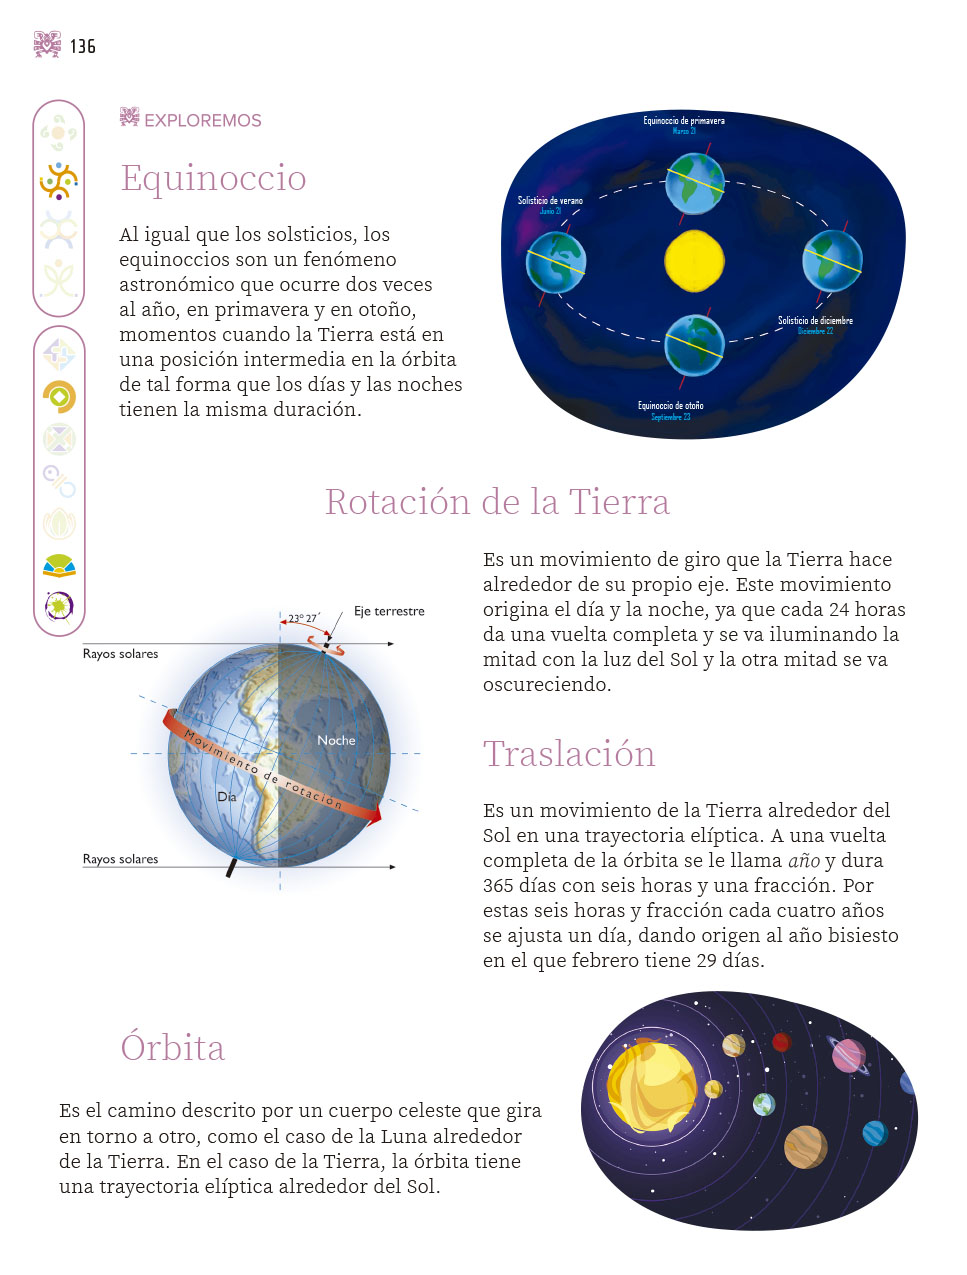 136
EXPLOREMOS
Equinoccio
Al igual que los solsticios, los
equinoccios son un fenómeno
astronómico que ocurre dos veces
al año, en primavera y en otoño,
momentos cuando la Tierra está en
una posición intermedia en la órbita
de tal forma que los días y las noches
tienen la misma duración.
Equinoccio de primavera
Marzo 21
Solisticio de verano
Junio 21
Solisticio de diciembre
Diciembre 22
Equinoccio de otoño
Septiembre 23
Rotación de la Tierra
Es un movimiento de giro que la Tierra hace
alrededor de su propio eje. Este movimiento
origina el día y la noche, ya que cada 24 horas
da una vuelta completa y se va iluminando la
mitad con la luz del Sol y la otra mitad se va
oscureciendo.
Eje terrestre
23° 27´
Rayos solares
Noche
Movimiento de rotación
Día
Rayos solares
Traslación
Es un movimiento de la Tierra alrededor del
Sol en una trayectoria elíptica. A una vuelta
completa de la órbita se le llama año y dura
365 días con seis horas y una fracción. Por
estas seis horas y fracción cada cuatro años
se ajusta un día, dando origen al año bisiesto
en el que febrero tiene 29 días.
Órbita
Es el camino descrito por un cuerpo celeste que gira
en torno a otro, como el caso de la Luna alrededor
de la Tierra. En el caso de la Tierra, la órbita tiene
una trayectoria elíptica alrededor del Sol.